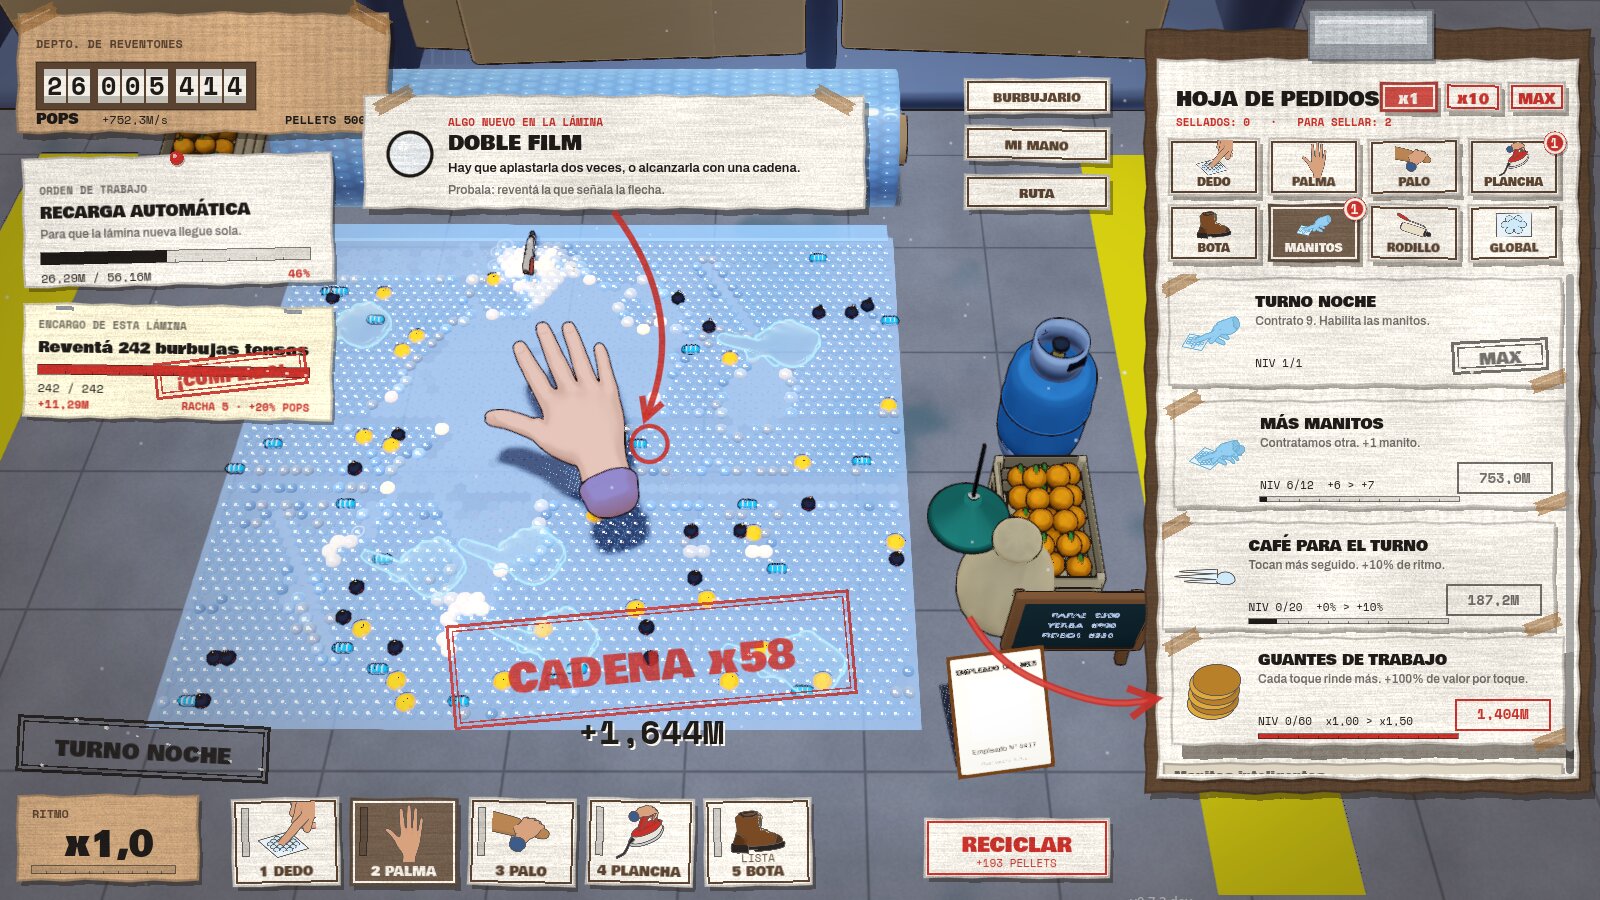 DEPTO. DE REVENTONES
26 005 414
POPS +752,3M/s PELLETS 500
ALGO NUEVO EN LA LÁMINA
DOBLE FILM
Hay que aplastarla dos veces, o alcanzarla con una cadena.
Probala: reventá la que señala la flecha.
ORDEN DE TRABAJO
RECARGA AUTOMÁTICA
Para que la lámina nueva llegue sola.
26,29M / 56,16M 46%
ENCARGO DE ESTA LÁMINA
Reventá 242 burbujas tensas
242 / 242
+11,29M RACHA 5 · +20% POPS
BURBUJARIO
MI MANO
RUTA
HOJA DE PEDIDOS x1 x10 MAX
SELLADOS: 0 · PARA SELLAR: 2
DEDO PALMA PALO PLANCHA 1
BOTA MANITOS 1 RODILLO GLOBAL
TURNO NOCHE
Contrato 9. Habilita las manitos.
NIV 1/1 MAX
MÁS MANITOS
Contratamos otra. +1 manito.
NIV 6/12 +6 > +7 753,0M
CAFÉ PARA EL TURNO
Tocan más seguido. +10% de ritmo.
NIV 0/20 +0% > +10% 187,2M
GUANTES DE TRABAJO
Cada toque rinde más. +100% de valor por toque.
NIV 0/60 x1,00 > x1,50 1,404M
CADENA x58
+1,644M
TURNO NOCHE
RITMO
x1,0
1 DEDO
2 PALMA
3 PALO
4 PLANCHA
LISTA
5 BOTA
RECICLAR
+193 PELLETS